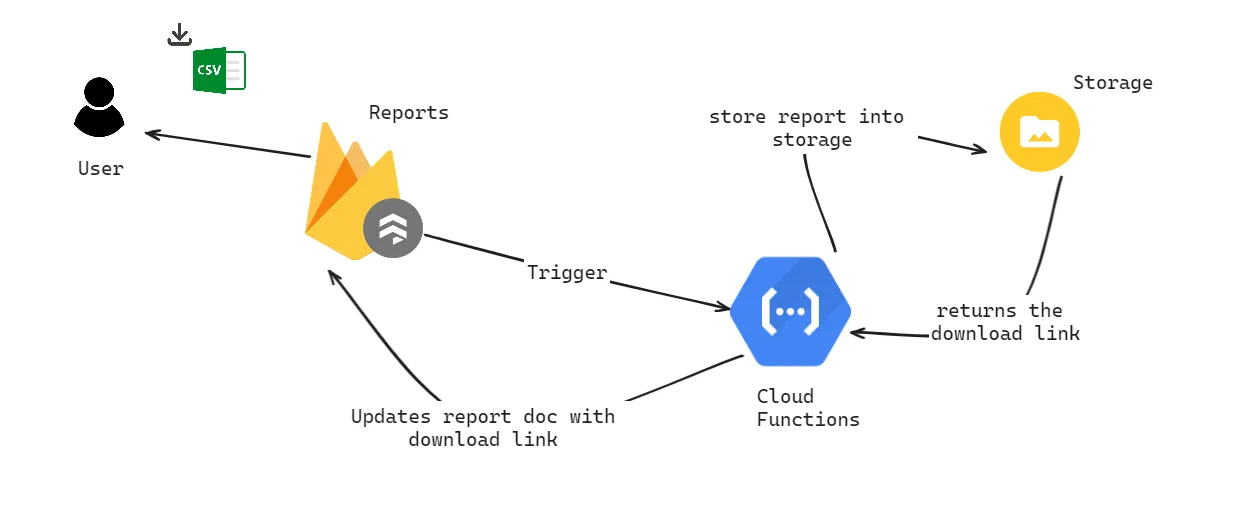 CSV
User
Reports
Trigger
store report into
storage
Storage
returns the
download link
Cloud
Functions
Updates report doc with
download link